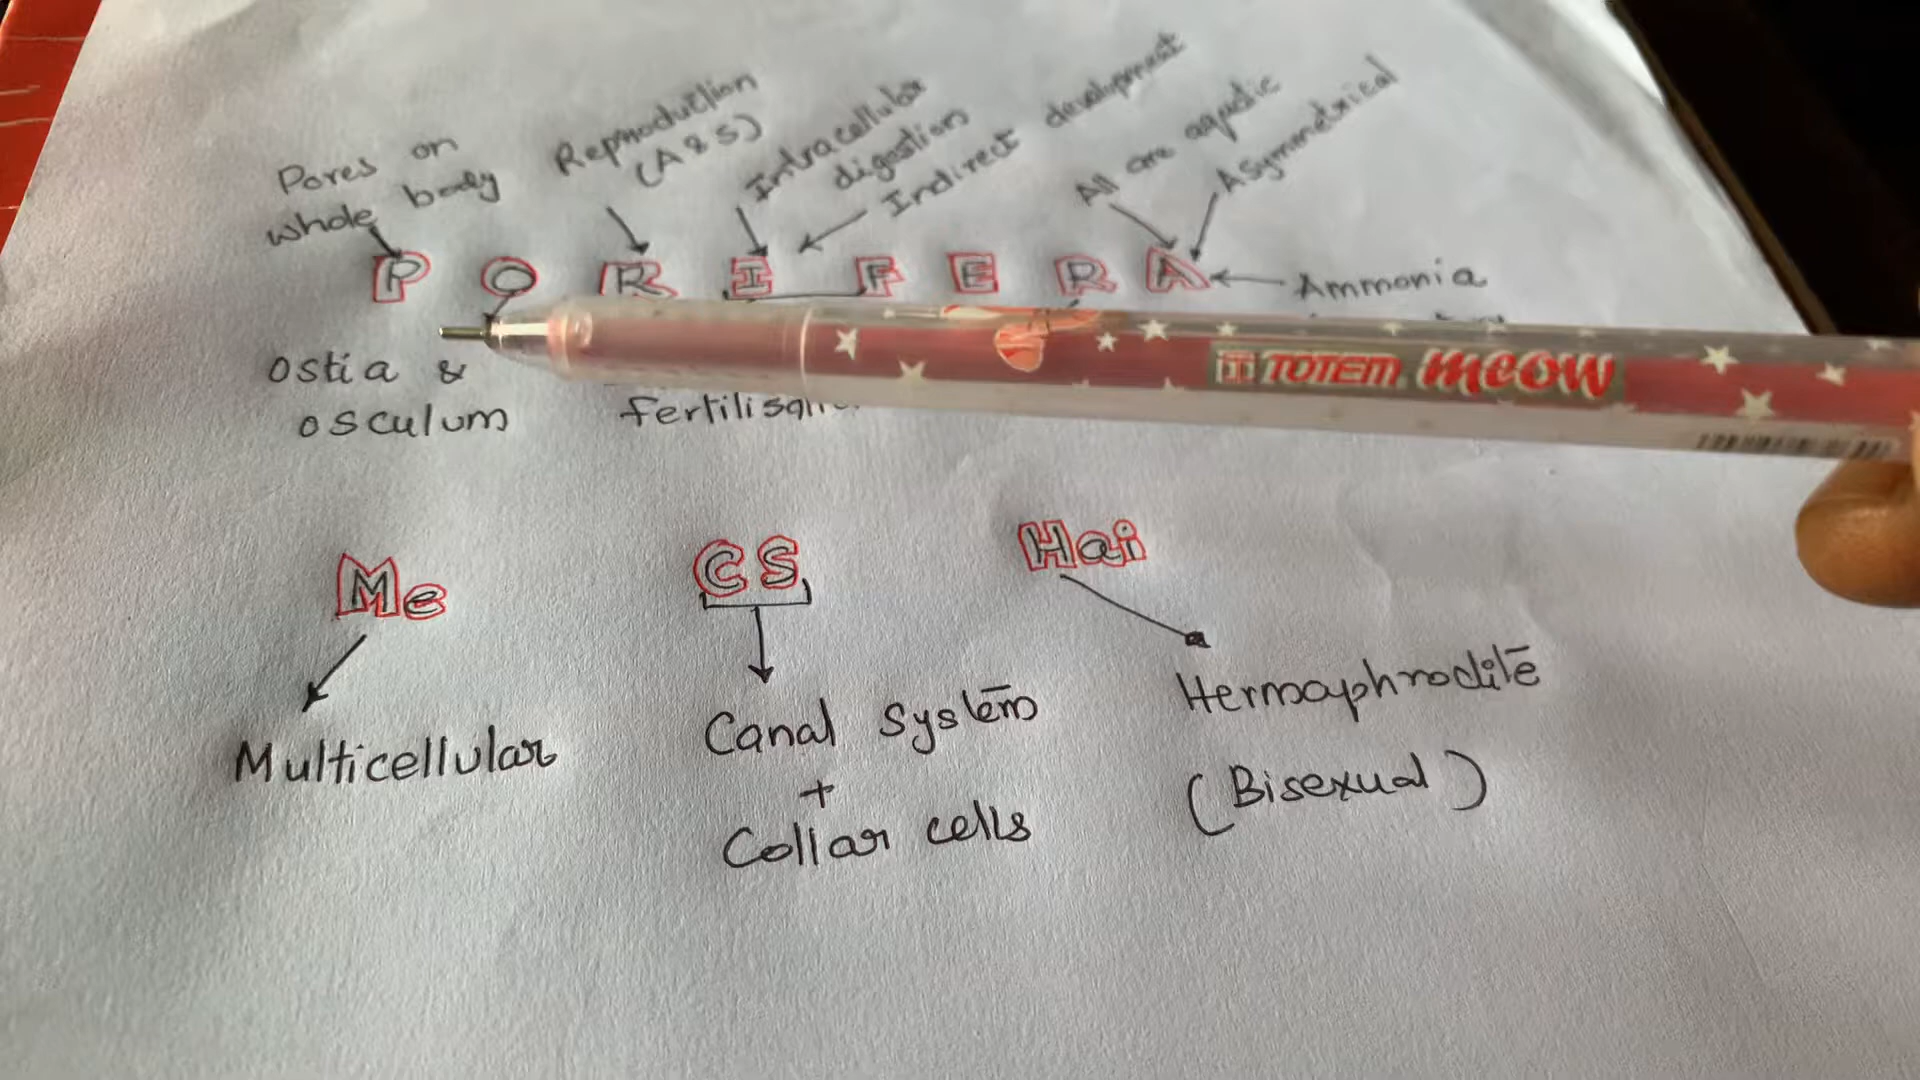 Pores on
whole body
Reproduction
(A & S)
Intracellular
digestion
Indirect development
All are aquatic
Asymmetrical
P O R I F E R A
Ammonia
Ostia &
osculum
TOTEM meow
Me
CS
Hai
Multicellular
Canal system
+
Collar cells
Hermaphrodite
(Bisexual)